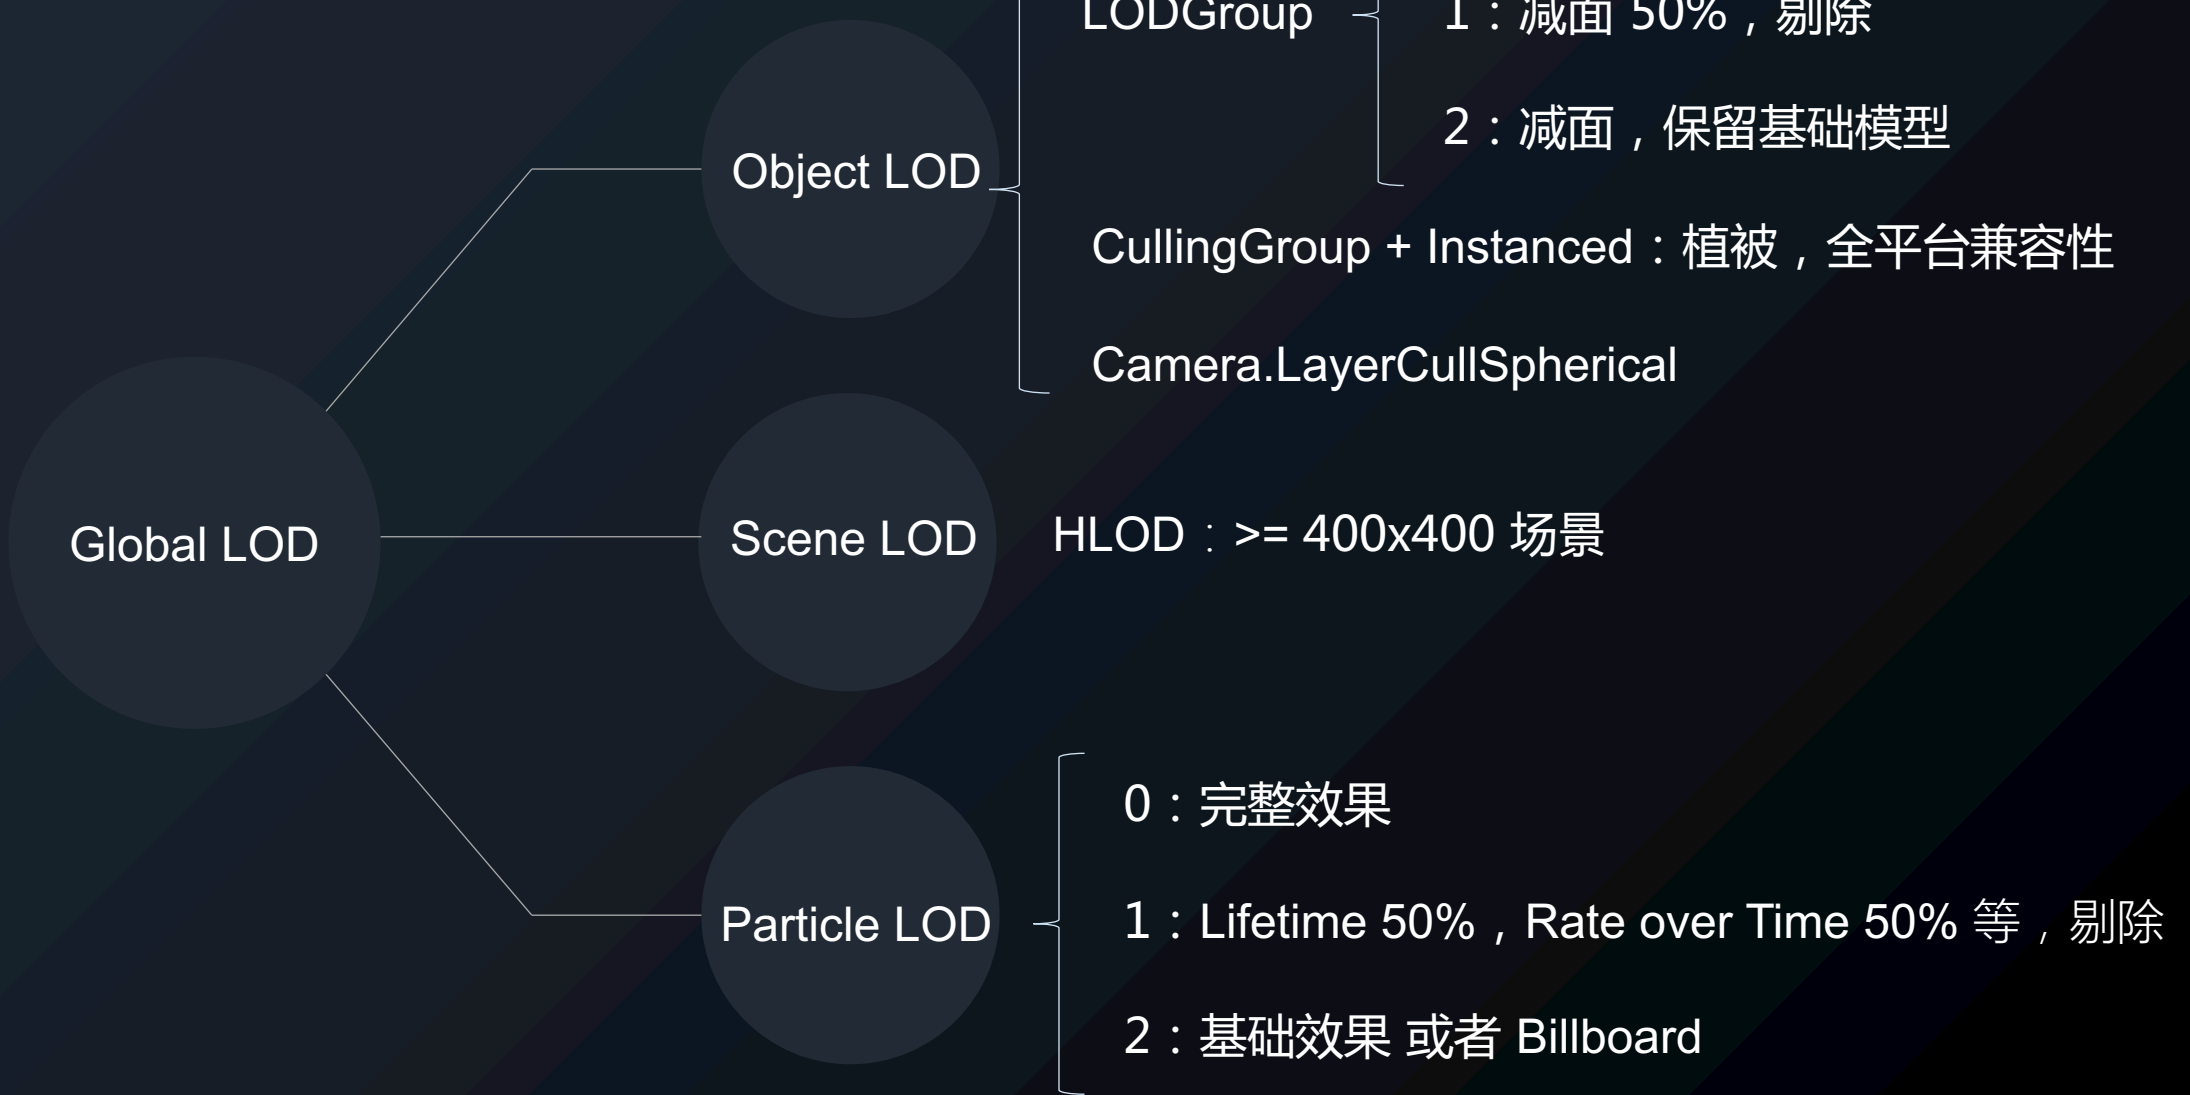 LODGroup
1：减面 50%，剔除
2：减面，保留基础模型
Object LOD
CullingGroup + Instanced：植被，全平台兼容性
Camera.LayerCullSpherical
Global LOD
Scene LOD
HLOD：>= 400x400 场景
0：完整效果
Particle LOD
1：Lifetime 50%，Rate over Time 50% 等，剔除
2：基础效果 或者 Billboard